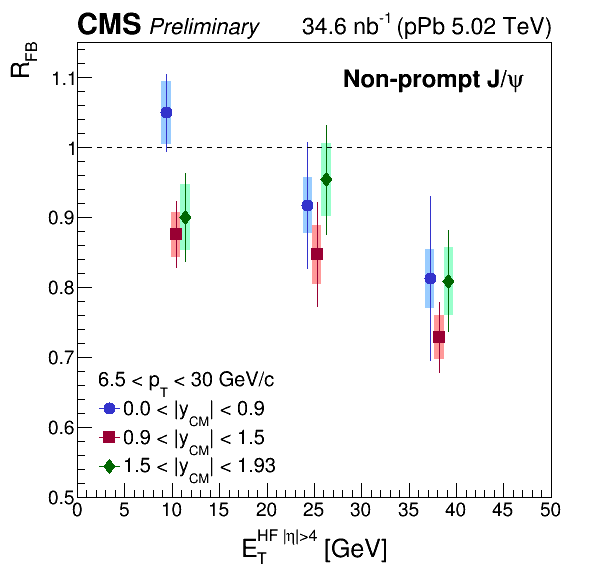 CMS Preliminary 34.6 nb⁻¹ (pPb 5.02 TeV)
R_FB
Non-prompt J/ψ
1.1
1
0.9
0.8
0.7
0.6
0.5
6.5 < p_T < 30 GeV/c
0.0 < |y_CM| < 0.9
0.9 < |y_CM| < 1.5
1.5 < |y_CM| < 1.93
0 5 10 15 20 25 30 35 40 45 50
E_T^HF |η|>4 [GeV]